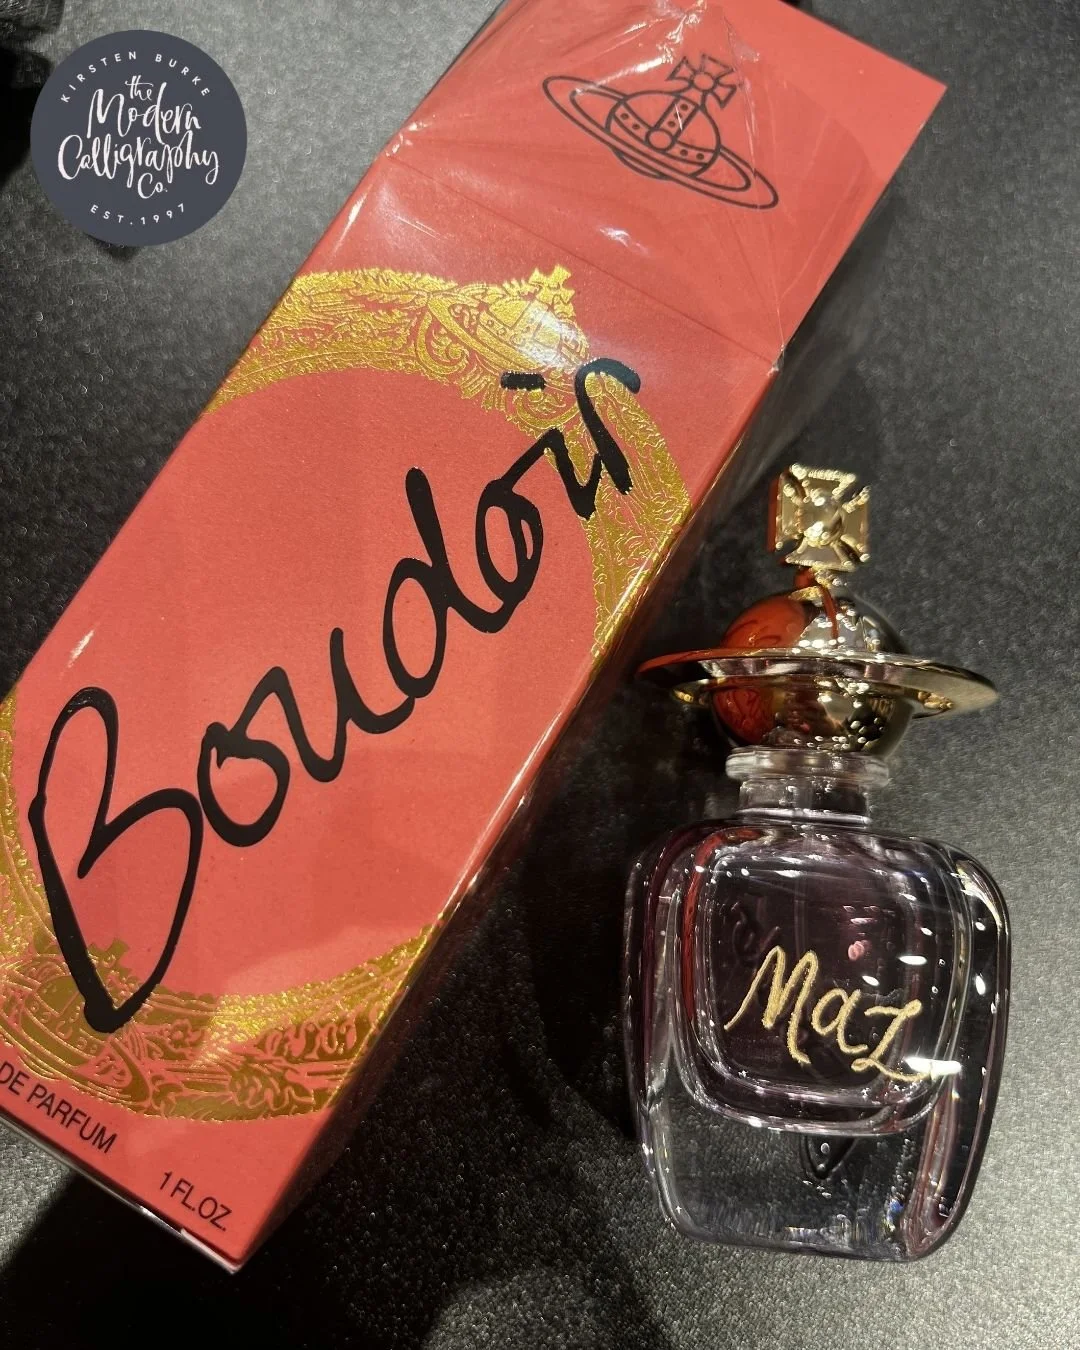 KIRSTEN BURKE
the
Modern
Calligraphy
Co.
EST. 1997
Boudoir
DE PARFUM
1 FL.OZ.
Maz